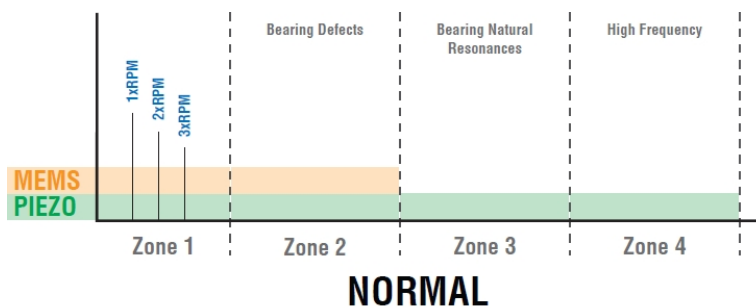 Bearing Defects
Bearing Natural
Resonances
High Frequency
1xRPM
2xRPM
3xRPM
MEMS
PIEZO
Zone 1
Zone 2
Zone 3
Zone 4
NORMAL